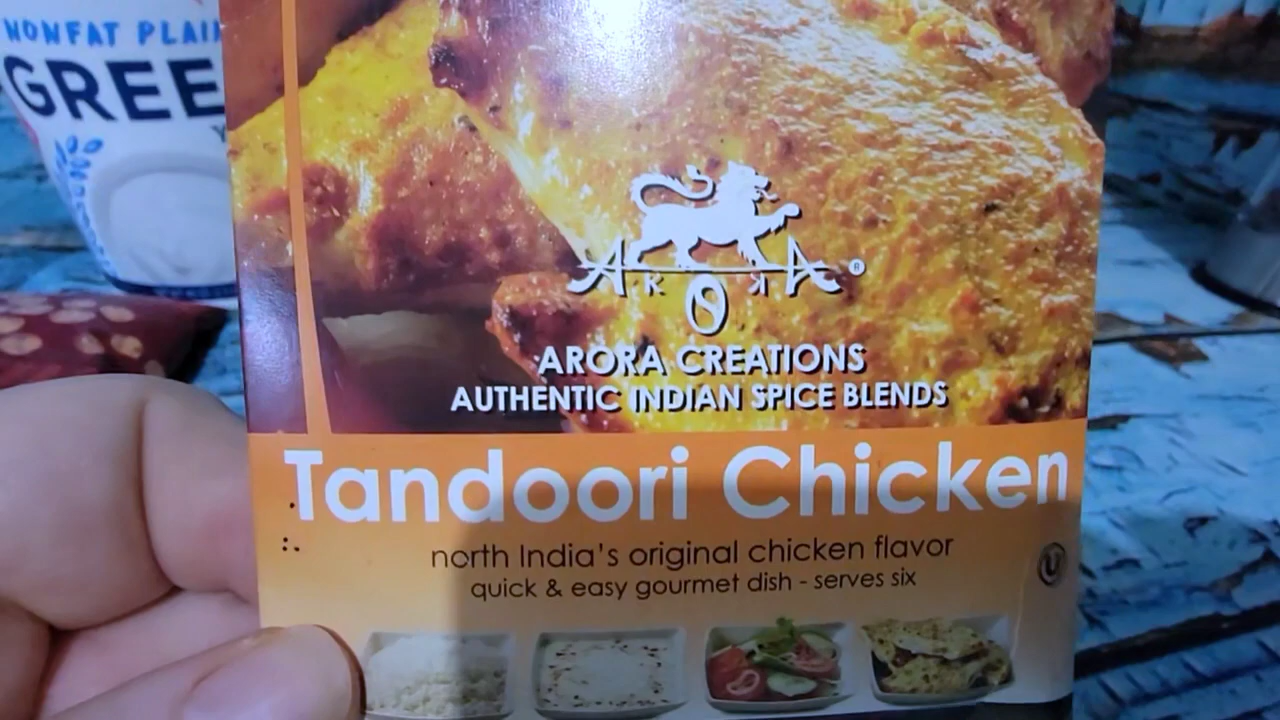 NONFAT PLAIN
GREE
Y
ARORA
®
ARORA CREATIONS
AUTHENTIC INDIAN SPICE BLENDS
Tandoori Chicken
north India's original chicken flavor
quick & easy gourmet dish - serves six
U